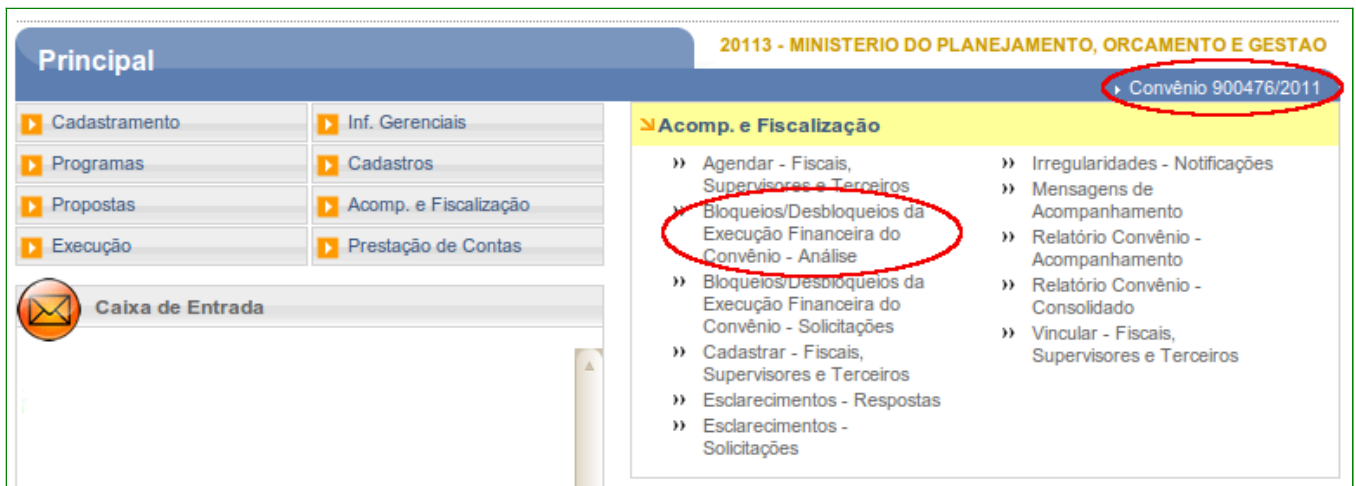 Principal
20113 - MINISTERIO DO PLANEJAMENTO, ORCAMENTO E GESTAO
Convênio 900476/2011
Cadastramento
Inf. Gerenciais
Programas
Cadastros
Propostas
Acomp. e Fiscalização
Execução
Prestação de Contas
Caixa de Entrada
Acomp. e Fiscalização
Agendar - Fiscais,
Supervisores e Terceiros
Bloqueios/Desbloqueios da
Execução Financeira do
Convênio - Análise
Bloqueios/Desbloqueios da
Execução Financeira do
Convênio - Solicitações
Cadastrar - Fiscais,
Supervisores e Terceiros
Esclarecimentos - Respostas
Esclarecimentos -
Solicitações
Irregularidades - Notificações
Mensagens de
Acompanhamento
Relatório Convênio -
Acompanhamento
Relatório Convênio -
Consolidado
Vincular - Fiscais,
Supervisores e Terceiros